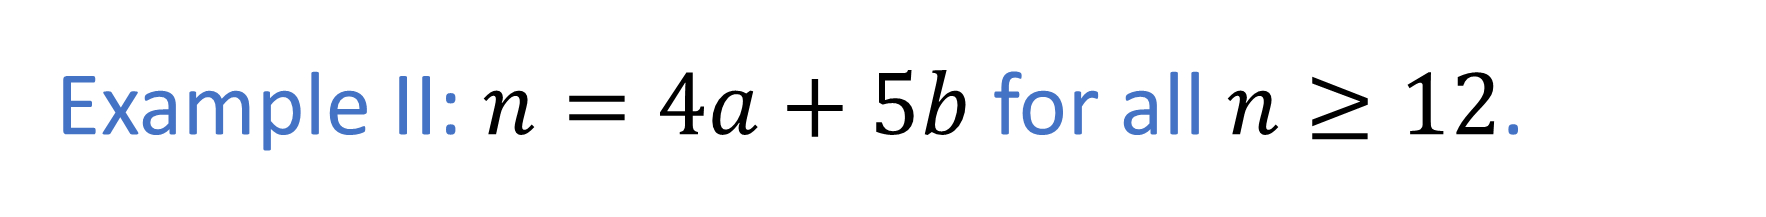 Example II: n = 4a + 5b for all n ≥ 12.